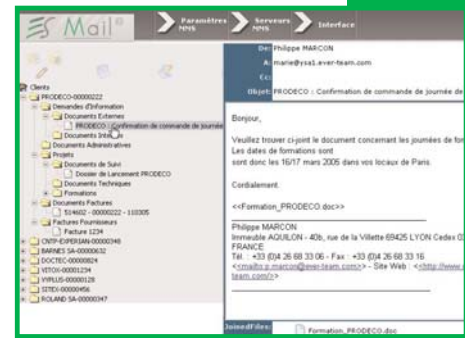 ES Mail®
Paramètres
MMS
Serveurs
MMS
Interface
Clients
PRODECO-00000222
Demandes d'Information
Documents Externes
PRODECO : Confirmation de commande de journée
Documents Internes
Documents Administratives
Projets
Documents de Suivi
Dossier de Lancement PRODECO
Documents Techniques
Formations
Documents Factures
514602 - 00000222 - 110305
Factures Fournisseurs
Facture 1234
CNTP-EXPERIAN-00000348
BARNES SA-00000632
DOCTEC-00000824
VITOX-00001234
VYPLUS-00000128
SITEX-00000456
ROLAND SA-00000347
De: Philippe MARCON
A: marie@ysa1.ever-team.com
Cc:
Objet: PRODECO : Confirmation de commande de journée de
Bonjour,
Veuillez trouver ci-joint le document concernant les journées de for
Les dates de formations sont
sont donc les 16/17 mars 2005 dans vos locaux de Paris.
Cordialement.
<<Formation_PRODECO.doc>>
Philippe MARCON
Immeuble AQUILON - 40b, rue de la Villette 69425 LYON Cedex 03
FRANCE
Tél. : +33 (0)4 26 68 33 06 - Fax : +33 (0)4 26 68 33 16
<<mailto:p.marcon@ever-team.com>> - Site Web : <<http://www.
team.com/>>
JoinedFiles: Formation_PRODECO.doc